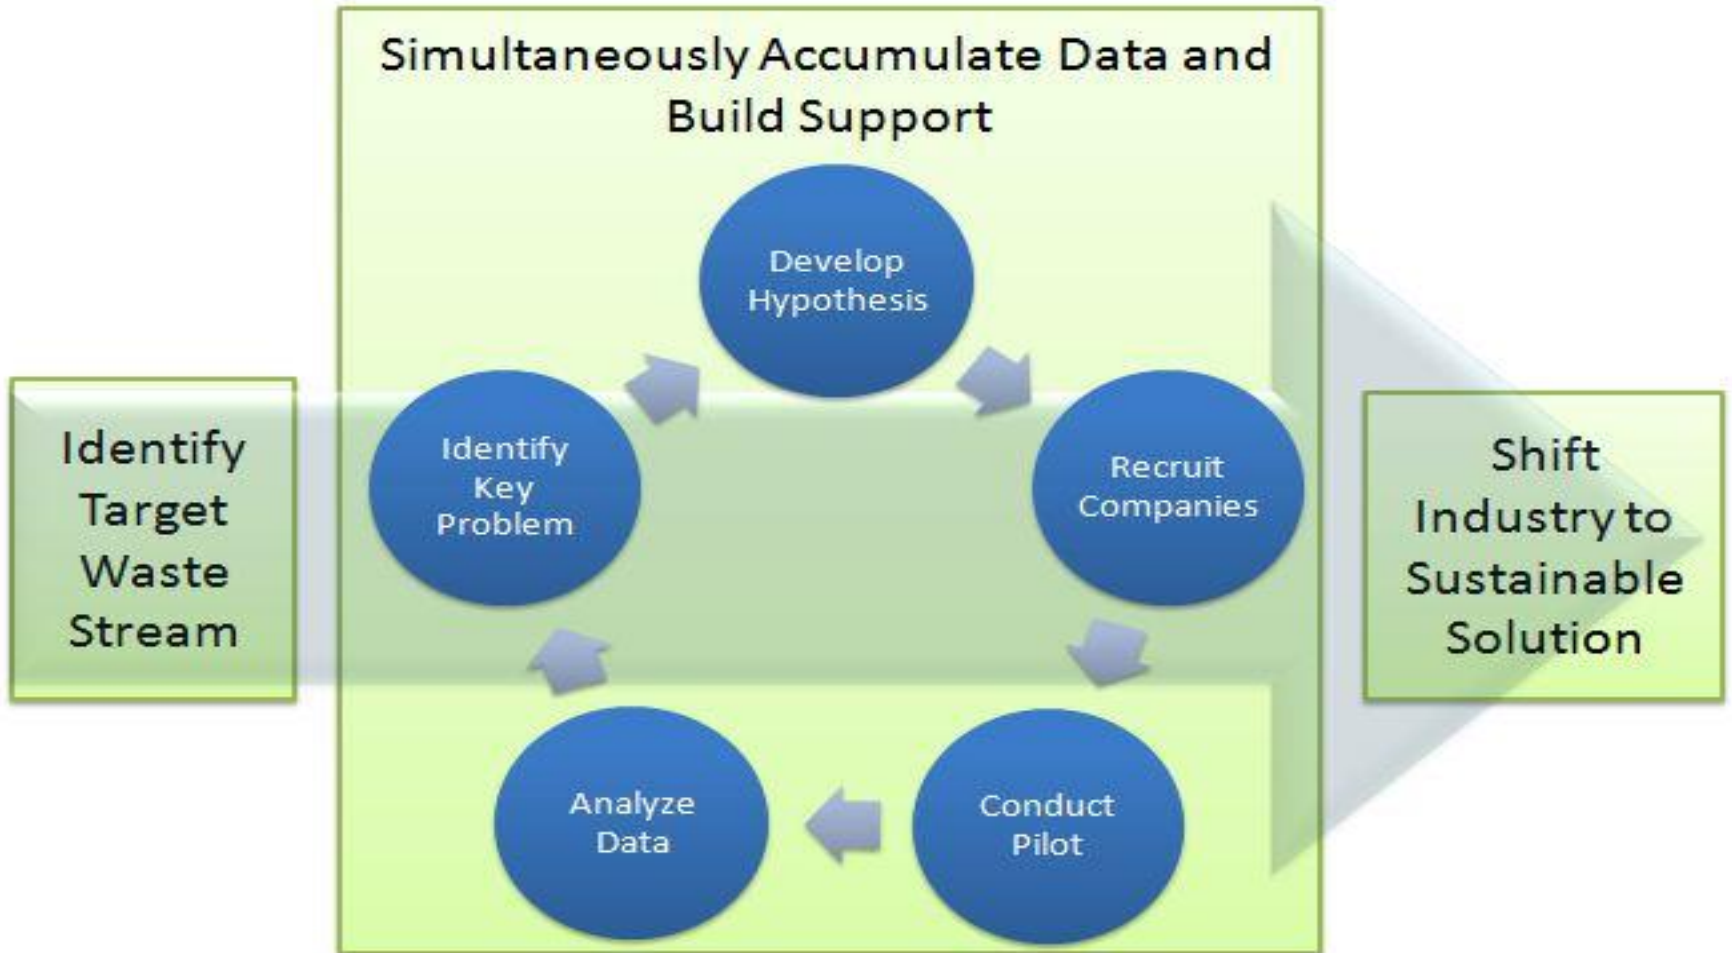 Simultaneously Accumulate Data and
Build Support
Identify
Target
Waste
Stream
Identify
Key
Problem
Develop
Hypothesis
Recruit
Companies
Conduct
Pilot
Analyze
Data
Shift
Industry to
Sustainable
Solution